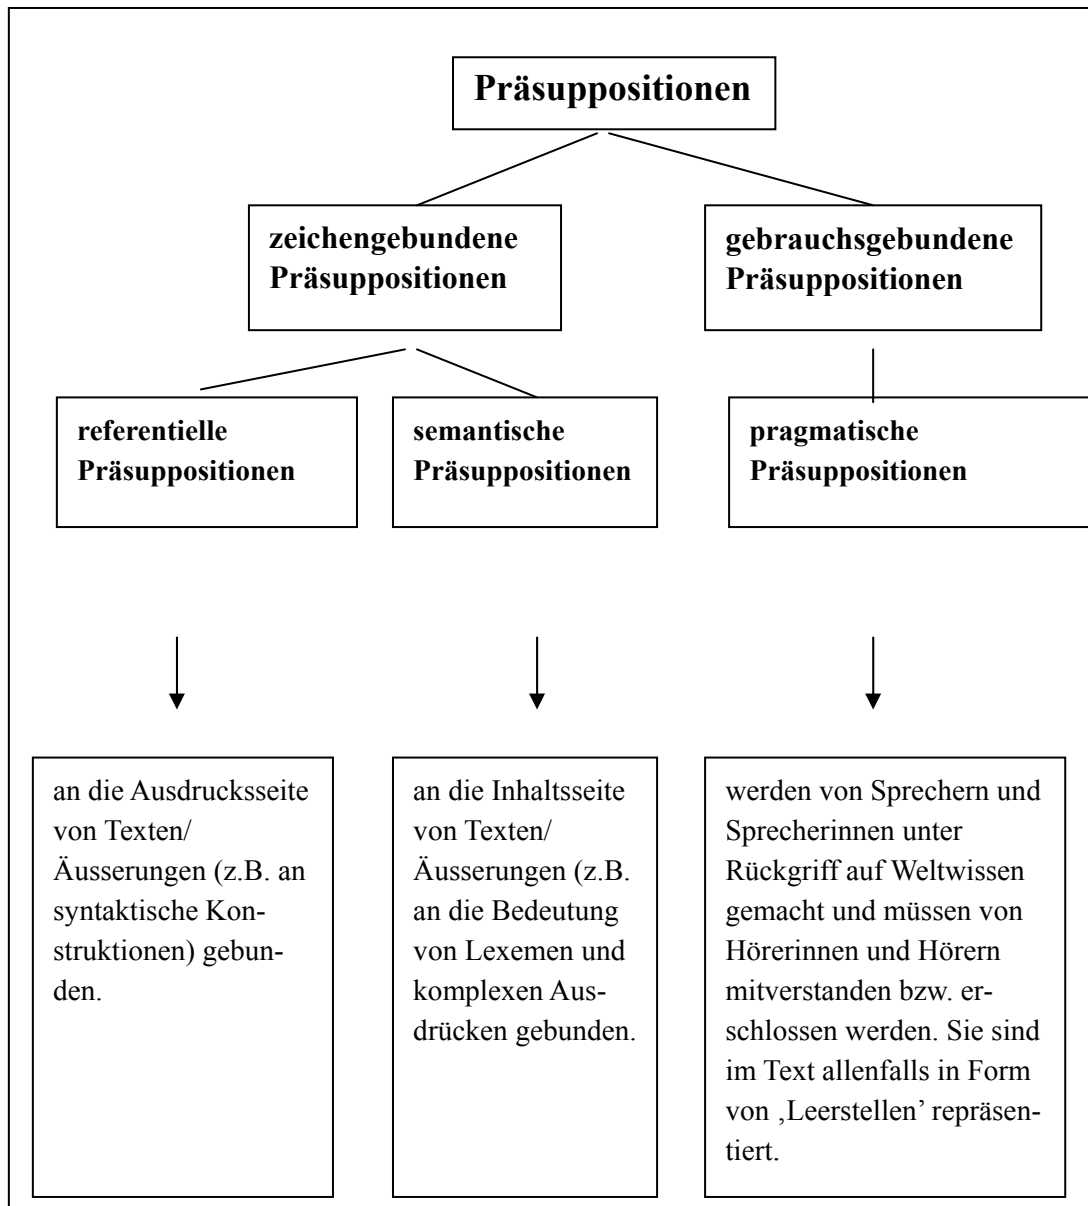 Präsuppositionen
zeichengebundene
Präsuppositionen
gebrauchsgebundene
Präsuppositionen
referentielle
Präsuppositionen
semantische
Präsuppositionen
pragmatische
Präsuppositionen
an die Ausdrucksseite
von Texten/
Äusserungen (z.B. an
syntaktische Kon-
struktionen) gebun-
den.
an die Inhaltsseite
von Texten/
Äusserungen (z.B.
an die Bedeutung
von Lexemen und
komplexen Aus-
drücken gebunden.
werden von Sprechern und
Sprecherinnen unter
Rückgriff auf Weltwissen
gemacht und müssen von
Hörerinnen und Hörern
mitverstanden bzw. er-
schlossen werden. Sie sind
im Text allenfalls in Form
von ‚Leerstellen’ repräsen-
tiert.